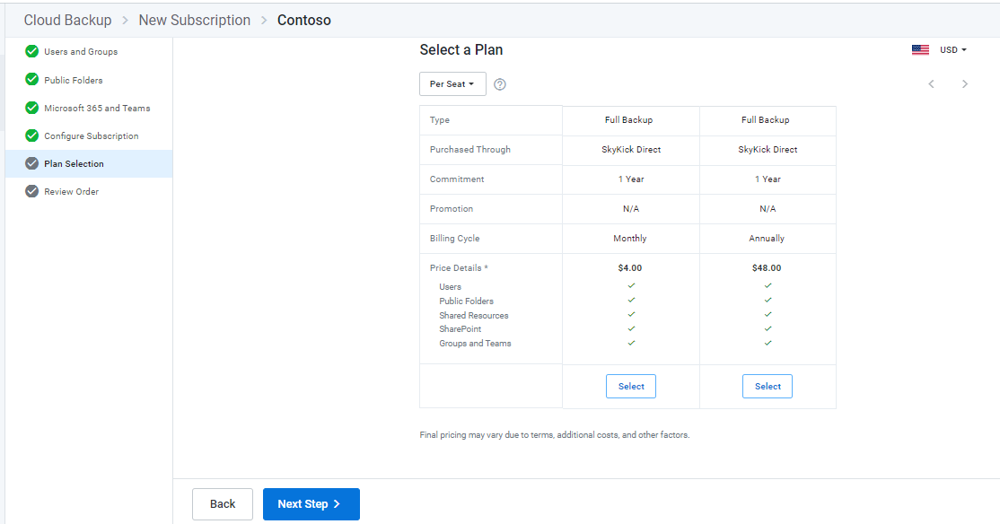 Cloud Backup > New Subscription > Contoso
Users and Groups
Public Folders
Microsoft 365 and Teams
Configure Subscription
Plan Selection
Review Order
Select a Plan
USD
Per Seat
?
Type Full Backup Full Backup
Purchased Through SkyKick Direct SkyKick Direct
Commitment 1 Year 1 Year
Promotion N/A N/A
Billing Cycle Monthly Annually
Price Details * $4.00 $48.00
Users
Public Folders
Shared Resources
SharePoint
Groups and Teams
Select Select
Final pricing may vary due to terms, additional costs, and other factors.
Back Next Step >